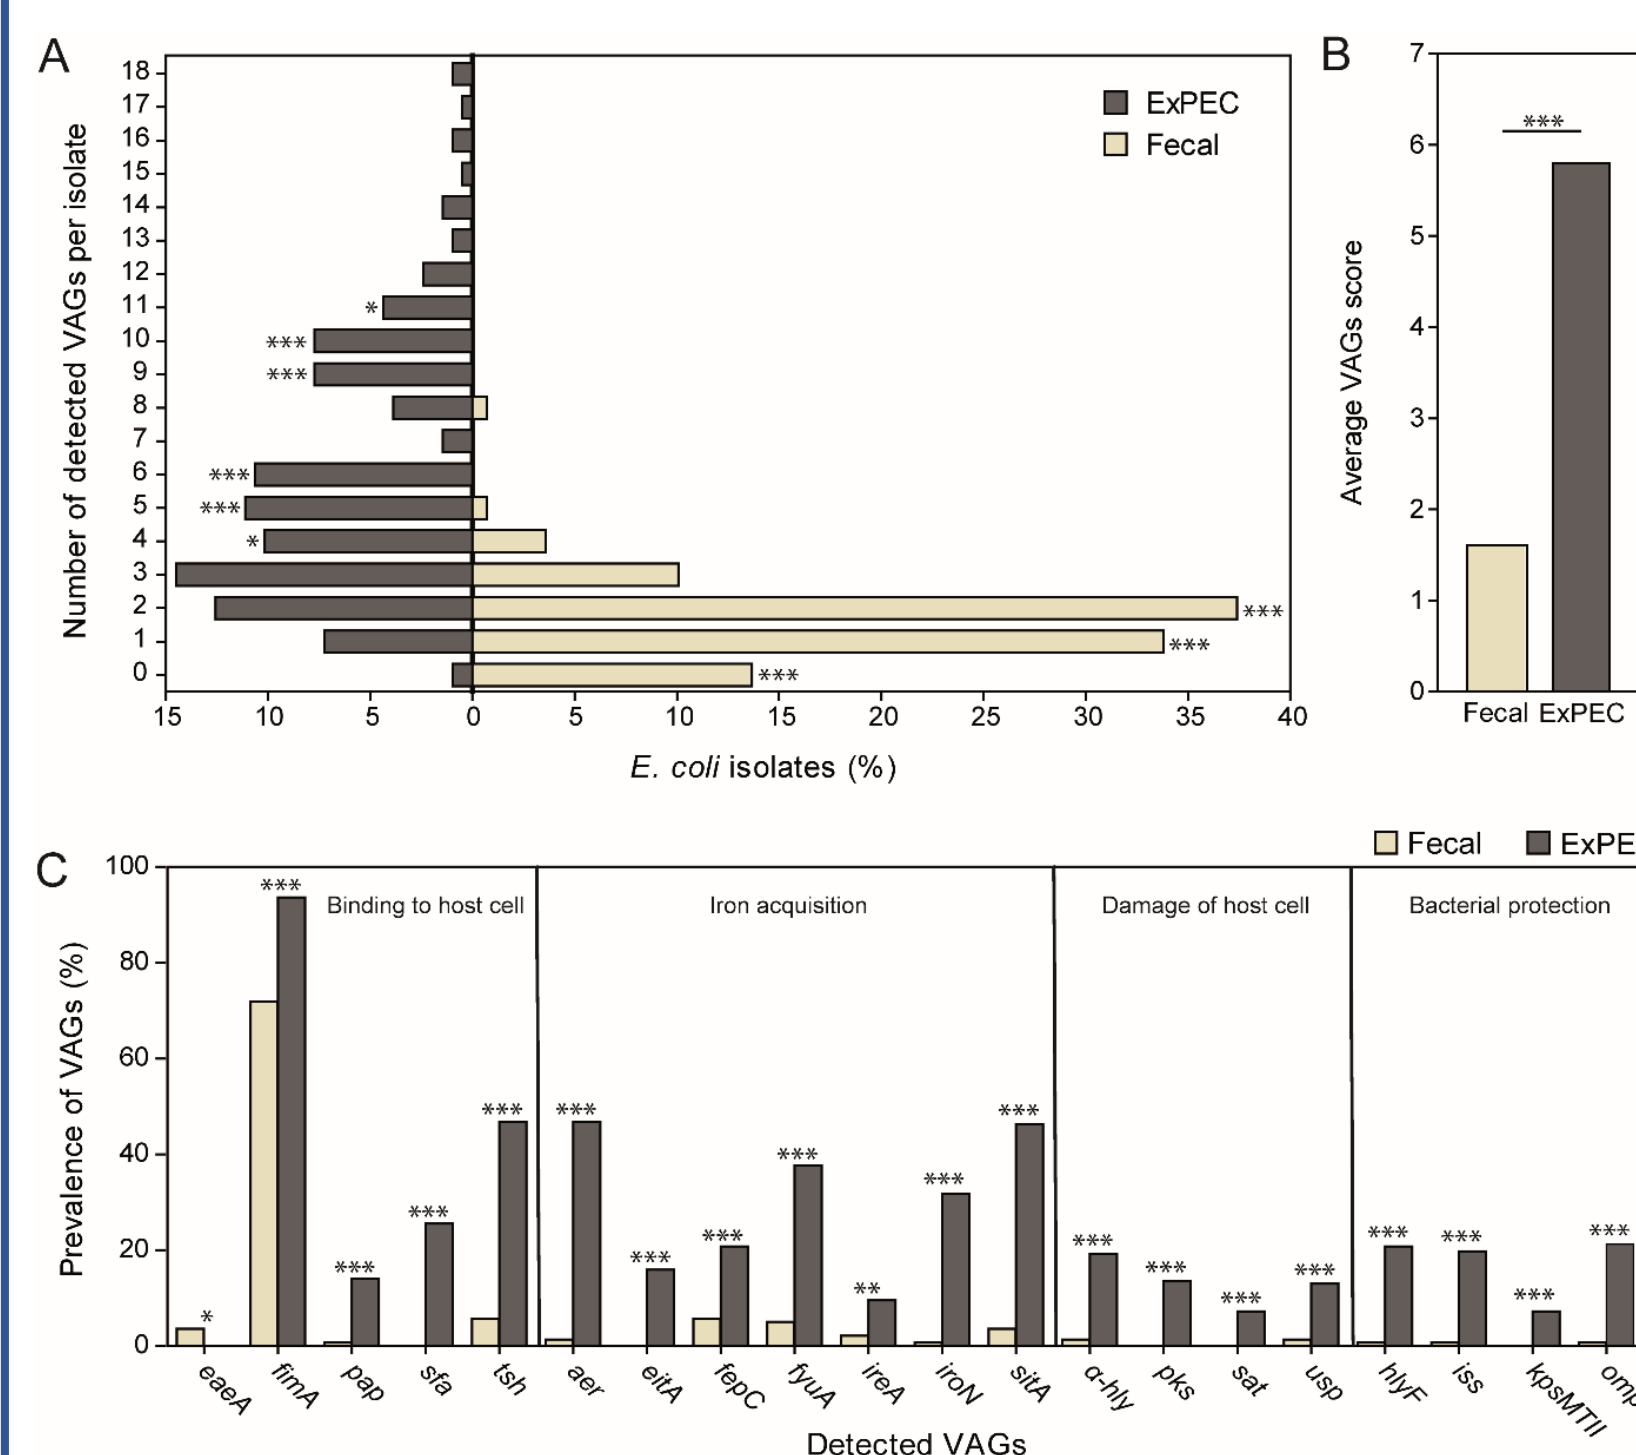 A
18
17
16
15
14
13
12
11
10
9
8
7
6
5
4
3
2
1
0
Number of detected VAGs per isolate
*
***
***
***
***
*
***
***
***
ExPEC
Fecal
15 10 5 0 5 10 15 20 25 30 35 40
E. coli isolates (%)
B
7
6
5
4
3
2
1
0
Average VAGs score
***
Fecal ExPEC
C
Fecal ExPE
100
80
60
40
20
0
Prevalence of VAGs (%)
Binding to host cell Iron acquisition Damage of host cell Bacterial protection
* *** *** *** *** *** *** *** *** ** *** *** *** *** *** *** *** *** *** ***
eaeA fimA pap sfa tsh aer eitA fepC fyuA ireA iroN sitA α-hly pks sat usp hlyF iss kpsMTII omp
Detected VAGs